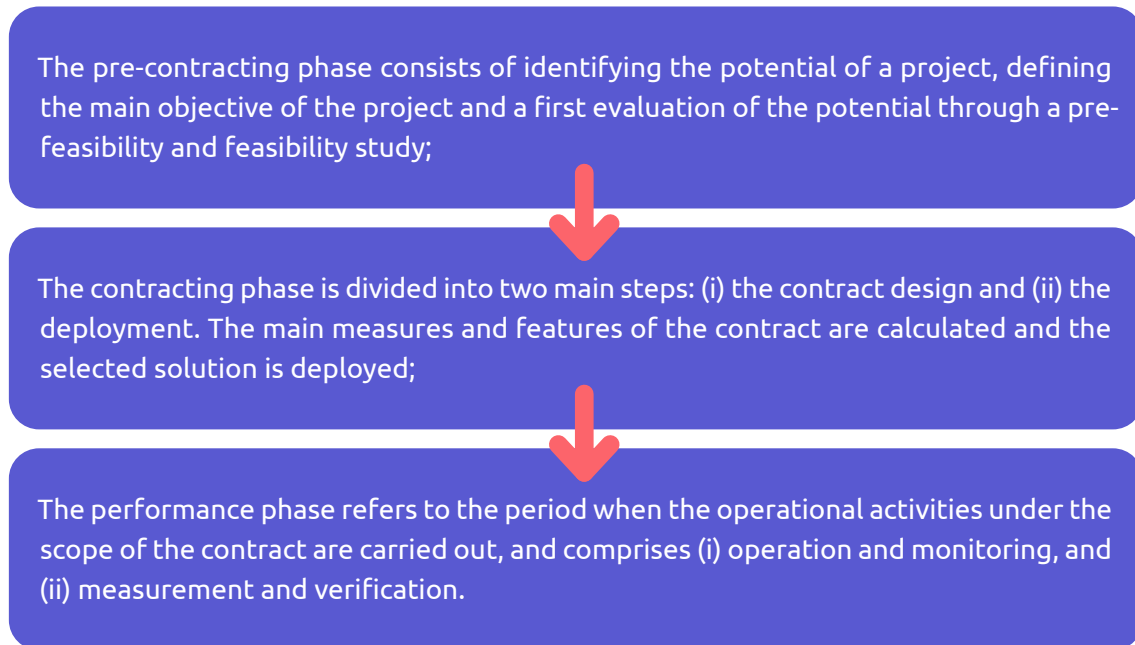 The pre-contracting phase consists of identifying the potential of a project, defining
the main objective of the project and a first evaluation of the potential through a pre-
feasibility and feasibility study;
The contracting phase is divided into two main steps: (i) the contract design and (ii) the
deployment. The main measures and features of the contract are calculated and the
selected solution is deployed;
The performance phase refers to the period when the operational activities under the
scope of the contract are carried out, and comprises (i) operation and monitoring, and
(ii) measurement and verification.